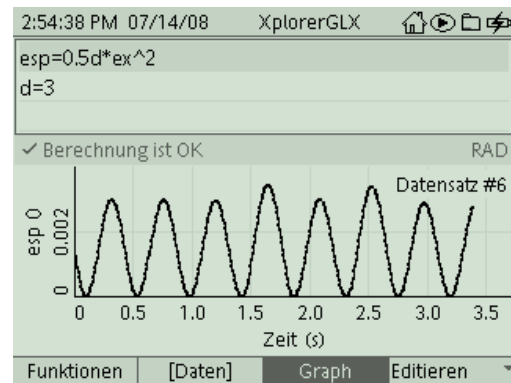 2:54:38 PM 07/14/08 XplorerGLX
esp=0.5d*ex^2
d=3
✓ Berechnung ist OK RAD
Datensatz #6
esp 0
0.002
0
0 0.5 1.0 1.5 2.0 2.5 3.0 3.5
Zeit (s)
Funktionen [Daten] Graph Editieren